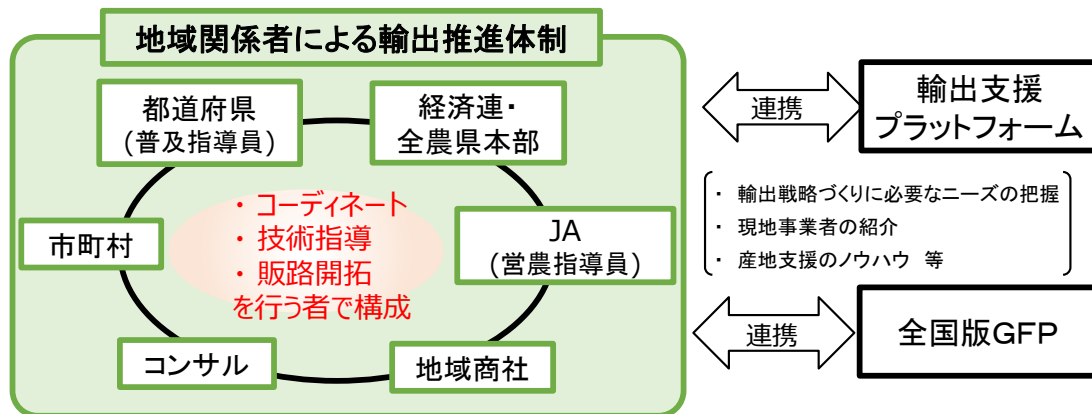 地域関係者による輸出推進体制
都道府県
(普及指導員)
経済連・
全農県本部
市町村
・コーディネート
・技術指導
・販路開拓
を行う者で構成
JA
(営農指導員)
コンサル
地域商社
連携
輸出支援
プラットフォーム
・ 輸出戦略づくりに必要なニーズの把握
・ 現地事業者の紹介
・ 産地支援のノウハウ 等
連携
全国版GFP